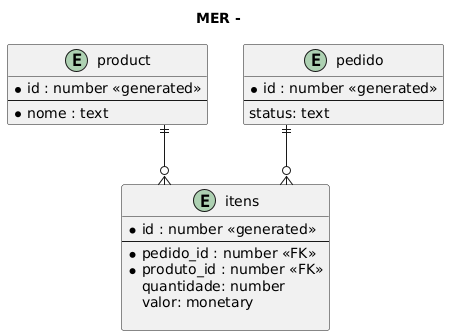 MER -
E product
* id : number «generated»
* nome : text
E pedido
* id : number «generated»
status: text
E itens
* id : number «generated»
* pedido_id : number «FK»
* produto_id : number «FK»
quantidade: number
valor: monetary